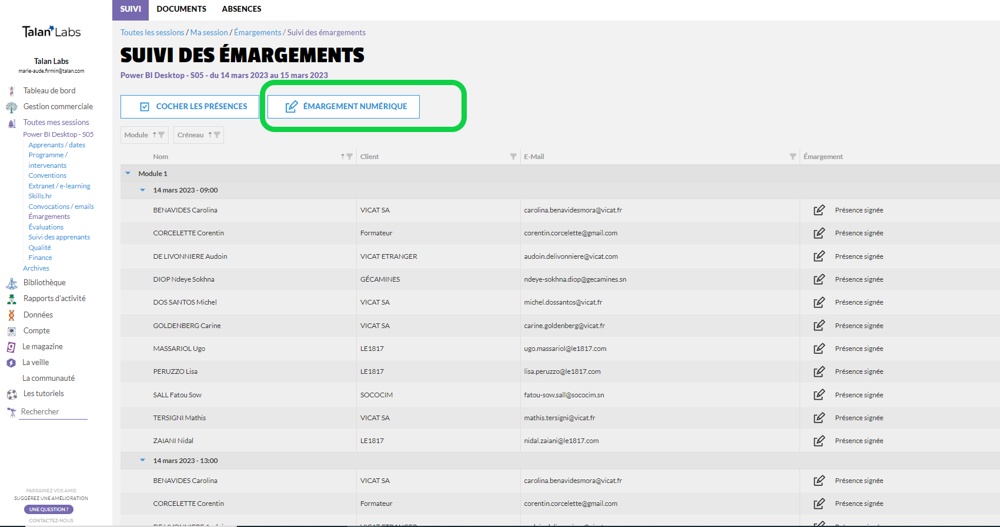 SUIVI DOCUMENTS ABSENCES
Talan Labs
Talan Labs
marie-aude.firmin@talan.com
Tableau de bord
Gestion commerciale
Toutes mes sessions
Power BI Desktop - S05
Apprenants / dates
Programme /
intervenants
Conventions
Extranet / e-learning
Skills.hr
Convocations / emails
Émargements
Évaluations
Suivi des apprenants
Qualité
Finance
Archives
Bibliothèque
Rapports d'activité
Données
Compte
Le magazine
La veille
La communauté
Les tutoriels
Rechercher
PARRAINEZ VOS AMIS
SUGGÉREZ UNE AMÉLIORATION
UNE QUESTION ?
CONTACTEZ-NOUS
Toutes les sessions / Ma session / Émargements / Suivi des émargements
SUIVI DES ÉMARGEMENTS
Power BI Desktop - S05 - du 14 mars 2023 au 15 mars 2023
COCHER LES PRÉSENCES ÉMARGEMENT NUMÉRIQUE
Module Créneau
Nom Client E-Mail Émargement
Module 1
14 mars 2023 - 09:00
BENAVIDES Carolina VICAT SA carolina.benavidesmora@vicat.fr Présence signée
CORCELETTE Corentin Formateur corentin.corcelette@gmail.com Présence signée
DE LIVONNIERE Audoin VICAT ETRANGER audoin.delivonniere@vicat.com Présence signée
DIOP Ndeye Sokhna GÉCAMINES ndeye-sokhna.diop@gecamines.sn Présence signée
DOS SANTOS Michel VICAT SA michel.dossantos@vicat.fr Présence signée
GOLDENBERG Carine VICAT SA carine.goldenberg@vicat.fr Présence signée
MASSARIOL Ugo LE1817 ugo.massariol@le1817.com Présence signée
PERUZZO Lisa LE1817 lisa.peruzzo@le1817.com Présence signée
SALL Fatou Sow SOCOCIM fatou-sow.sall@sococim.sn Présence signée
TERSIGNI Mathis VICAT SA mathis.tersigni@vicat.fr Présence signée
ZAIANI Nidal LE1817 nidal.zaiani@le1817.com Présence signée
14 mars 2023 - 13:00
BENAVIDES Carolina VICAT SA carolina.benavidesmora@vicat.fr Présence signée
CORCELETTE Corentin Formateur corentin.corcelette@gmail.com Présence signée